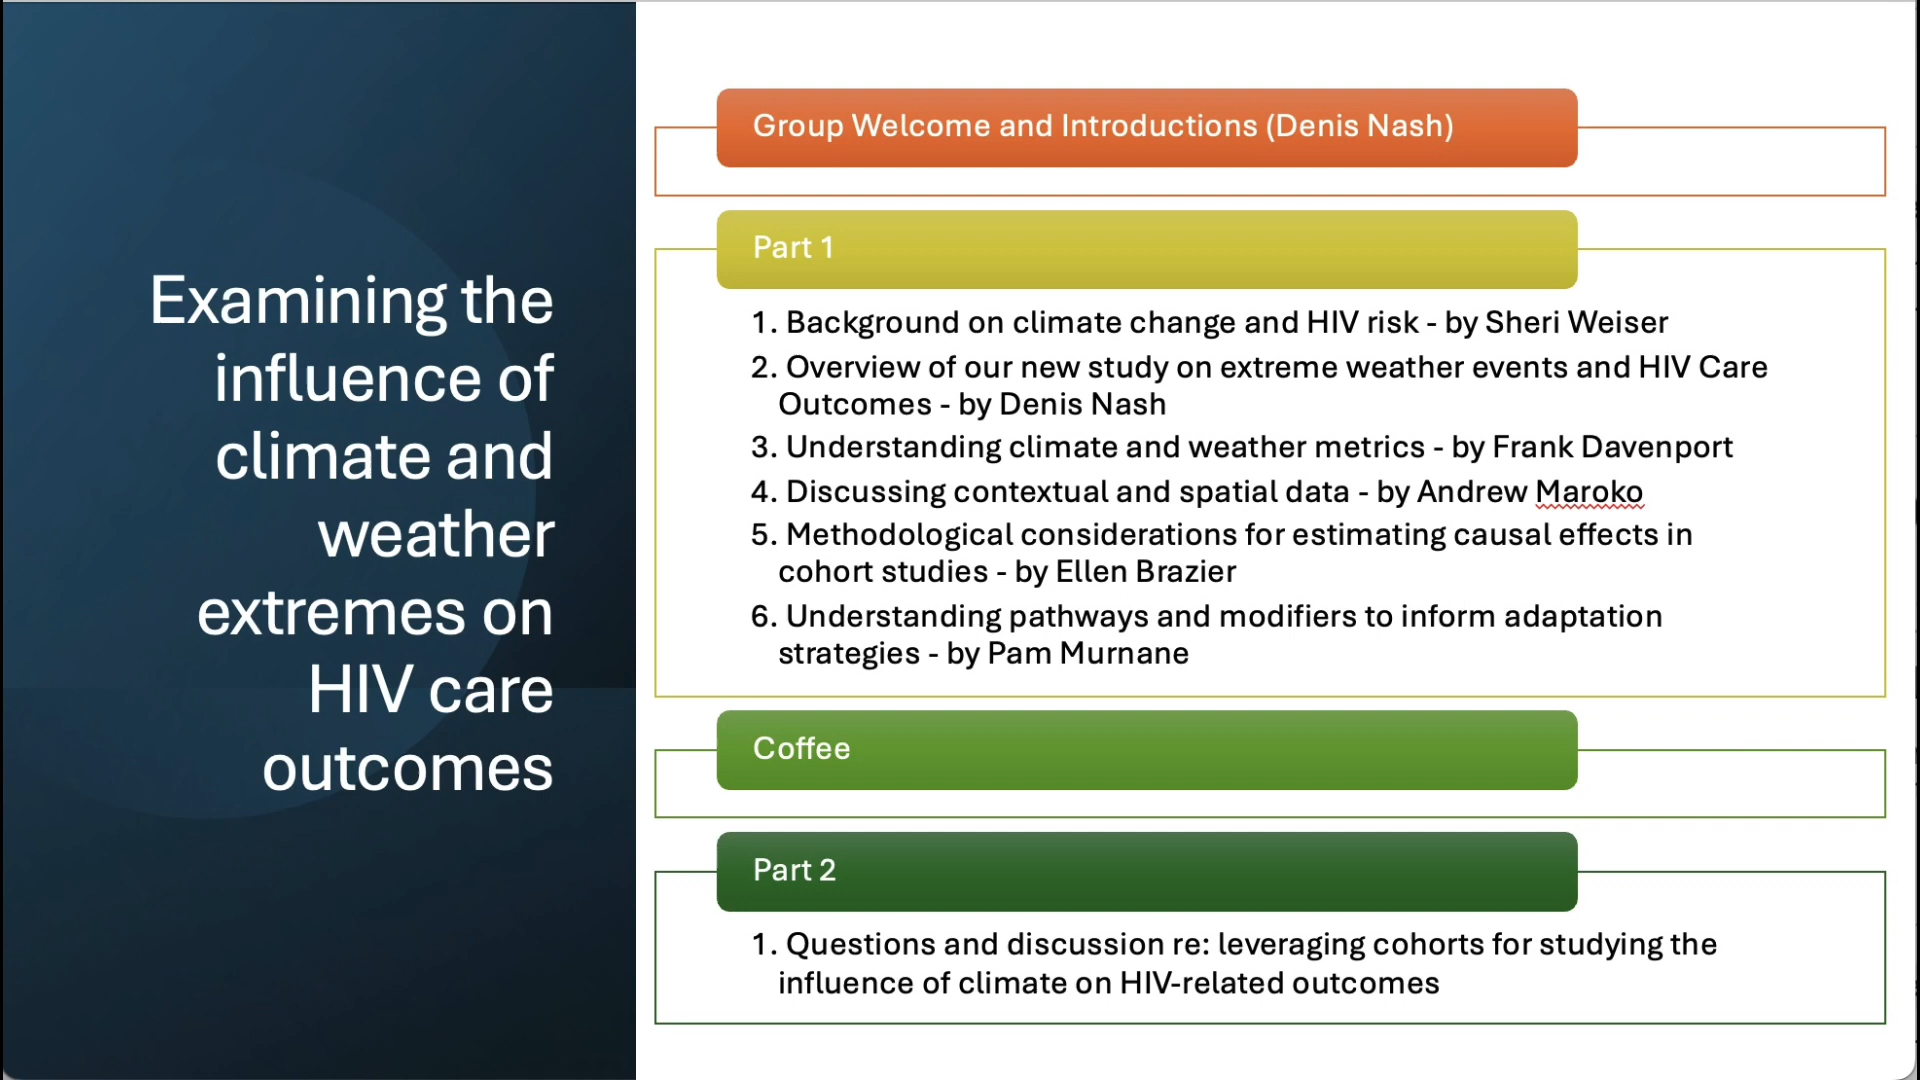 Examining the
influence of
climate and
weather
extremes on
HIV care
outcomes
Group Welcome and Introductions (Denis Nash)
Part 1
1. Background on climate change and HIV risk - by Sheri Weiser
2. Overview of our new study on extreme weather events and HIV Care
Outcomes - by Denis Nash
3. Understanding climate and weather metrics - by Frank Davenport
4. Discussing contextual and spatial data - by Andrew Maroko
5. Methodological considerations for estimating causal effects in
cohort studies - by Ellen Brazier
6. Understanding pathways and modifiers to inform adaptation
strategies - by Pam Murnane
Coffee
Part 2
1. Questions and discussion re: leveraging cohorts for studying the
influence of climate on HIV-related outcomes